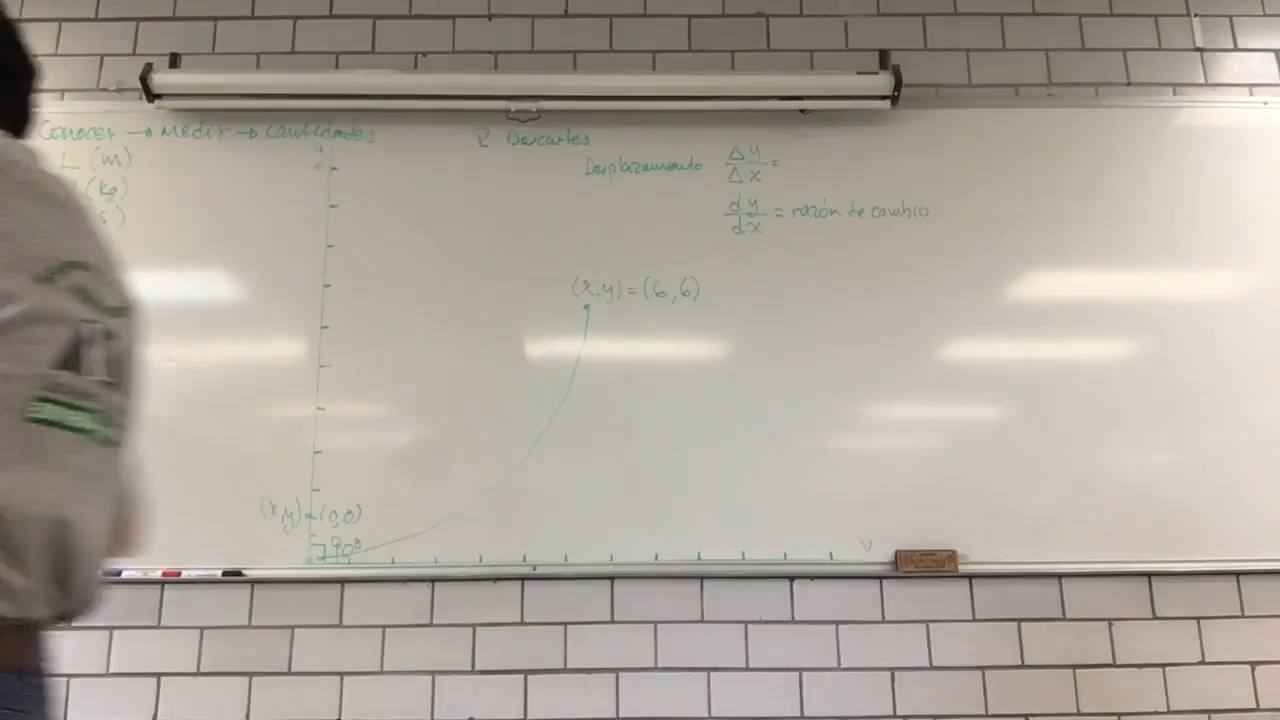 Conocer → medir → cantidades
L (m)
(kg)
(s)
R Descartes
Desplazamiento Δy/Δx =
dy/dx = razón de cambio
y
(x,y) = (6,6)
(x,y) = (0,0)
90°